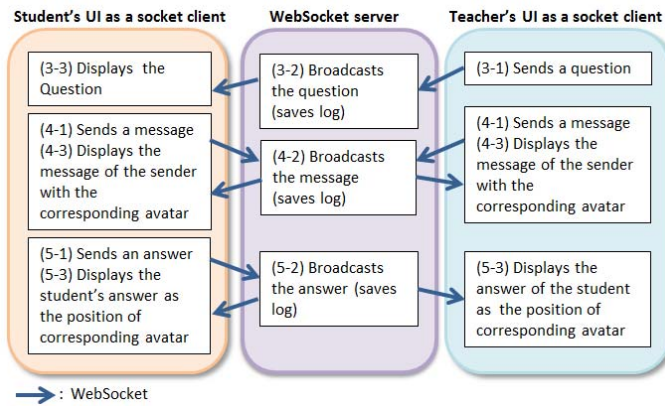 Student's UI as a socket client
WebSocket server
Teacher's UI as a socket client
(3-3) Displays the
Question
(3-2) Broadcasts
the question
(saves log)
(3-1) Sends a question
(4-1) Sends a message
(4-3) Displays the
message of the sender
with the
corresponding avatar
(4-2) Broadcasts
the message
(saves log)
(4-1) Sends a message
(4-3) Displays the
message of the sender
with the
corresponding avatar
(5-1) Sends an answer
(5-3) Displays the
student's answer as
the position of
corresponding avatar
(5-2) Broadcasts
the answer (saves
log)
(5-3) Displays the
answer of the student
as the position of
corresponding avatar
: WebSocket